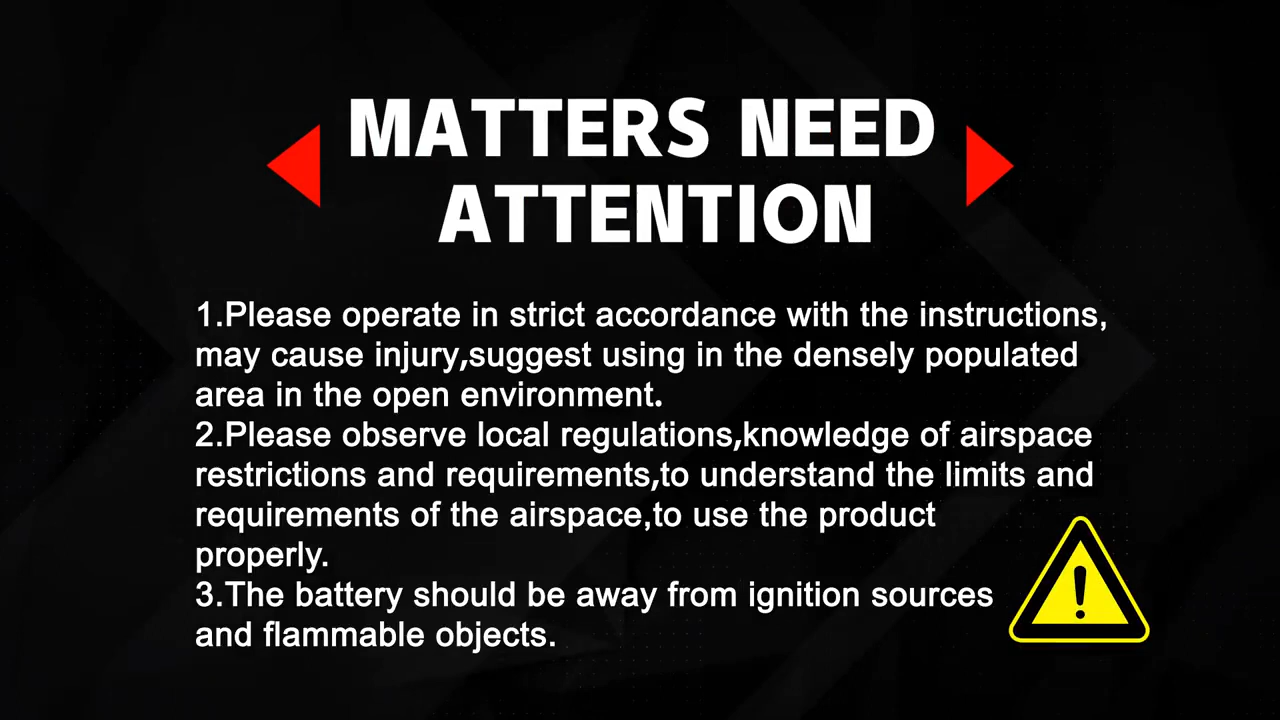 MATTERS NEED
ATTENTION
1.Please operate in strict accordance with the instructions,
may cause injury,suggest using in the densely populated
area in the open environment.
2.Please observe local regulations,knowledge of airspace
restrictions and requirements,to understand the limits and
requirements of the airspace,to use the product
properly.
3.The battery should be away from ignition sources
and flammable objects.